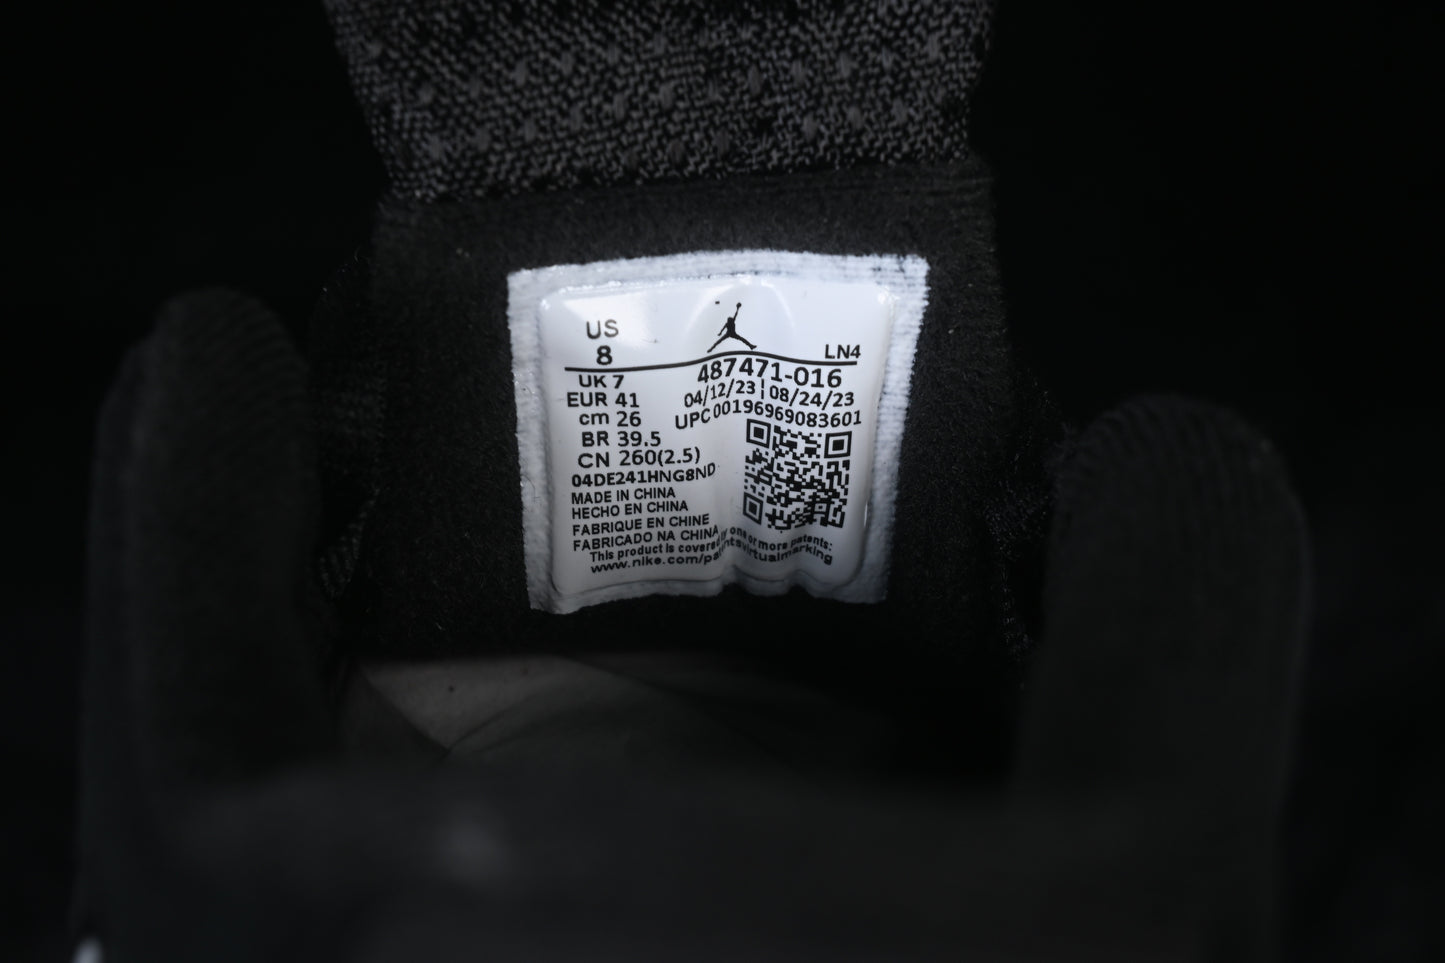 US
8
LN4
UK 7
EUR 41
cm 26
BR 39.5
CN 260(2.5)
487471-016
04/12/23 | 08/24/23
UPC 00196969083601
04DE241HNG8ND
MADE IN CHINA
HECHO EN CHINA
FABRIQUE EN CHINE
FABRICADO NA CHINA
This product is covered by one or more patents:
www.nike.com/patentsvirtualmarking